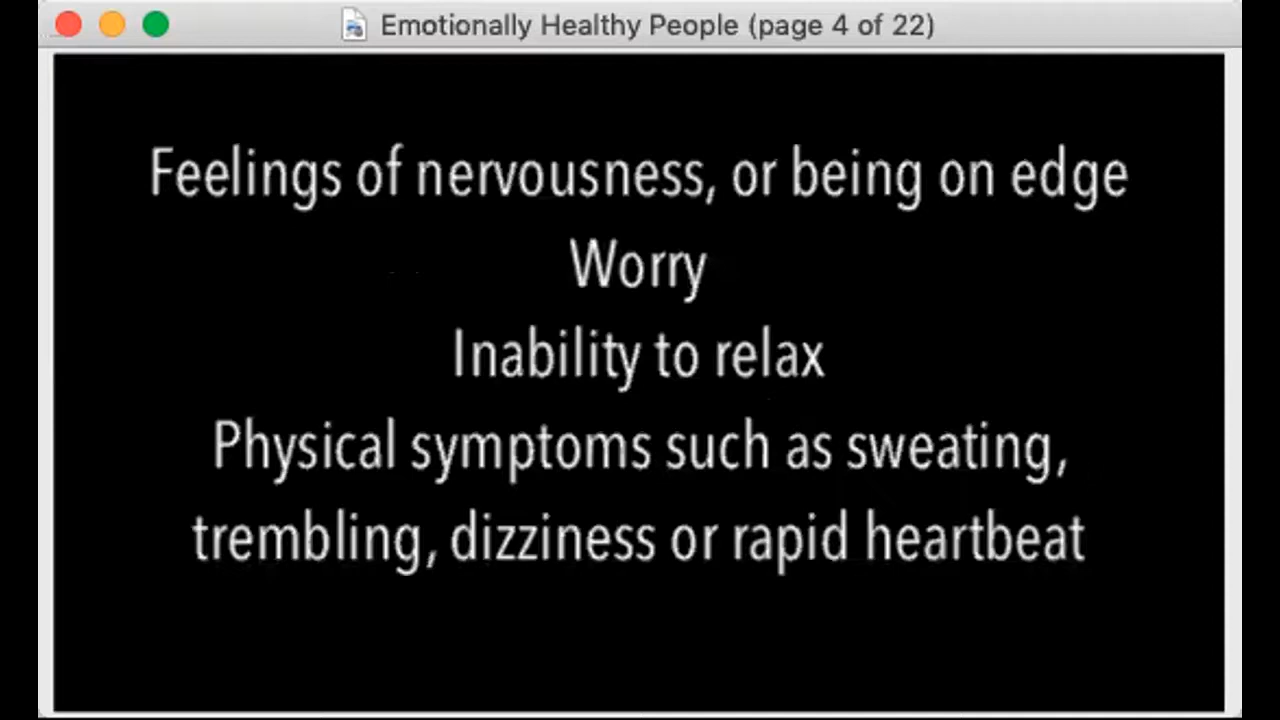 Emotionally Healthy People (page 4 of 22)
Feelings of nervousness, or being on edge
Worry
Inability to relax
Physical symptoms such as sweating,
trembling, dizziness or rapid heartbeat